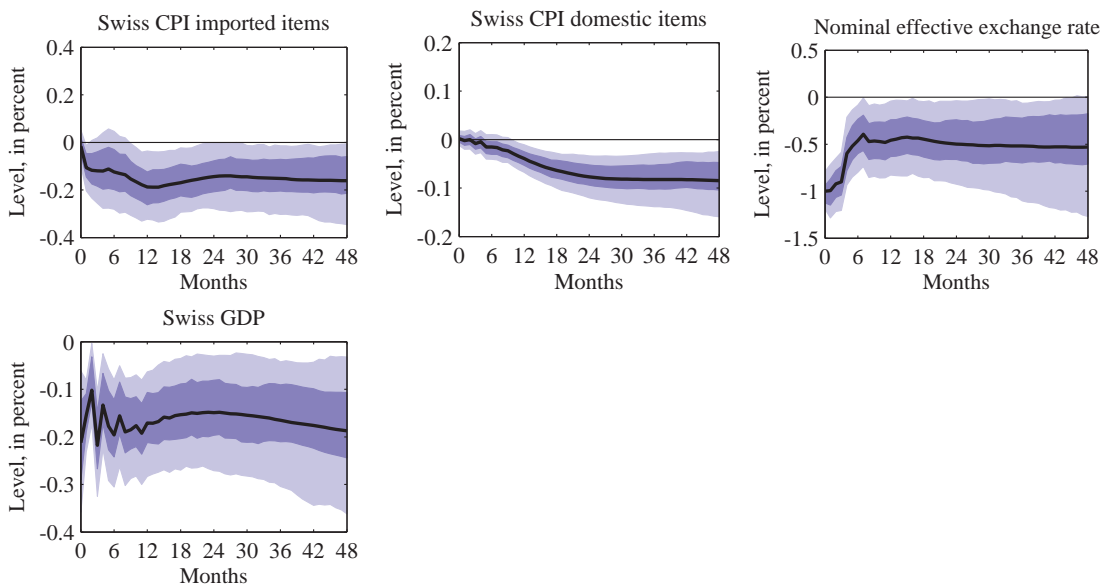 Swiss CPI imported items
Level, in percent
0.4
0.2
0
-0.2
-0.4
0 6 12 18 24 30 36 42 48
Months
Swiss CPI domestic items
Level, in percent
0.2
0.1
0
-0.1
-0.2
0 6 12 18 24 30 36 42 48
Months
Nominal effective exchange rate
Level, in percent
0.5
0
-0.5
-1
-1.5
0 6 12 18 24 30 36 42 48
Months
Swiss GDP
Level, in percent
0
-0.1
-0.2
-0.3
-0.4
0 6 12 18 24 30 36 42 48
Months